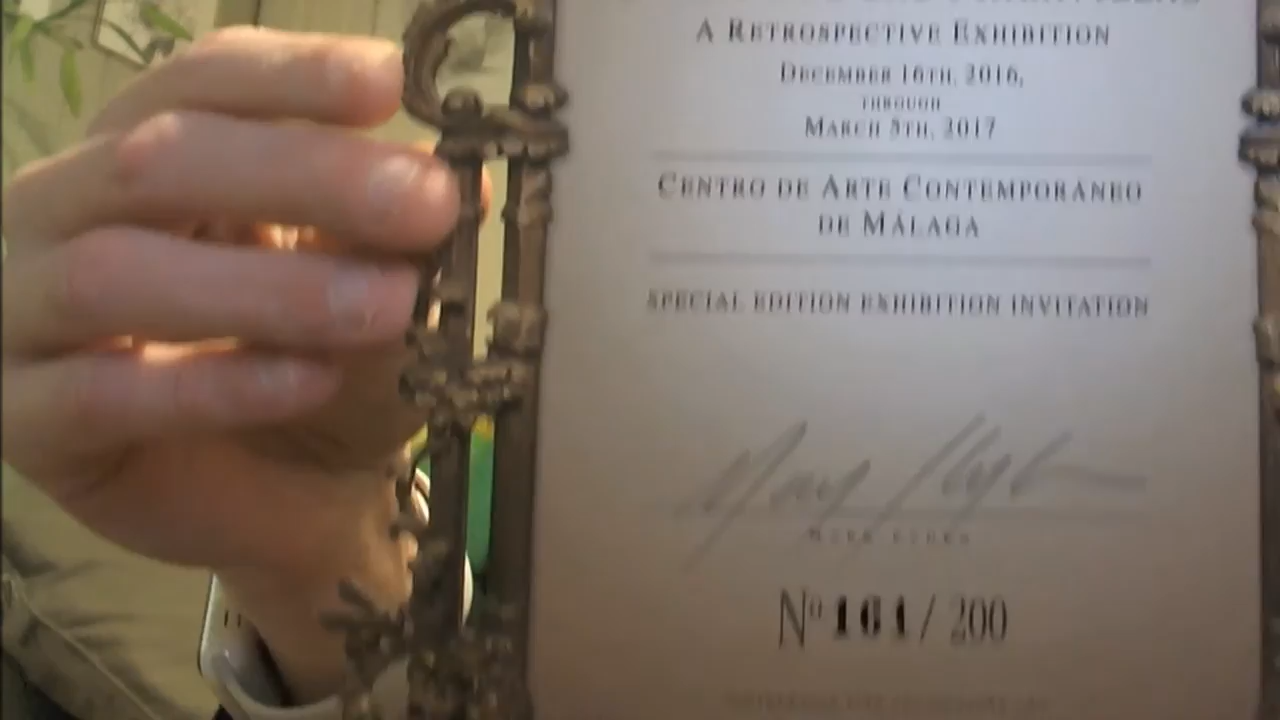 A RETROSPECTIVE EXHIBITION
DECEMBER 16TH, 2016,
THROUGH
MARCH 5TH, 2017
CENTRO DE ARTE CONTEMPORÁNEO
DE MÁLAGA
SPECIAL EDITION EXHIBITION INVITATION
Nº 161 / 200